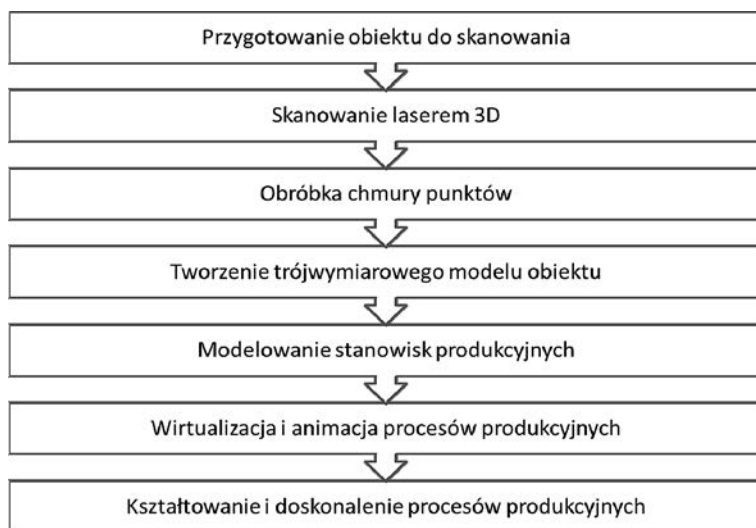 Przygotowanie obiektu do skanowania
Skanowanie laserem 3D
Obróbka chmury punktów
Tworzenie trójwymiarowego modelu obiektu
Modelowanie stanowisk produkcyjnych
Wirtualizacja i animacja procesów produkcyjnych
Kształtowanie i doskonalenie procesów produkcyjnych